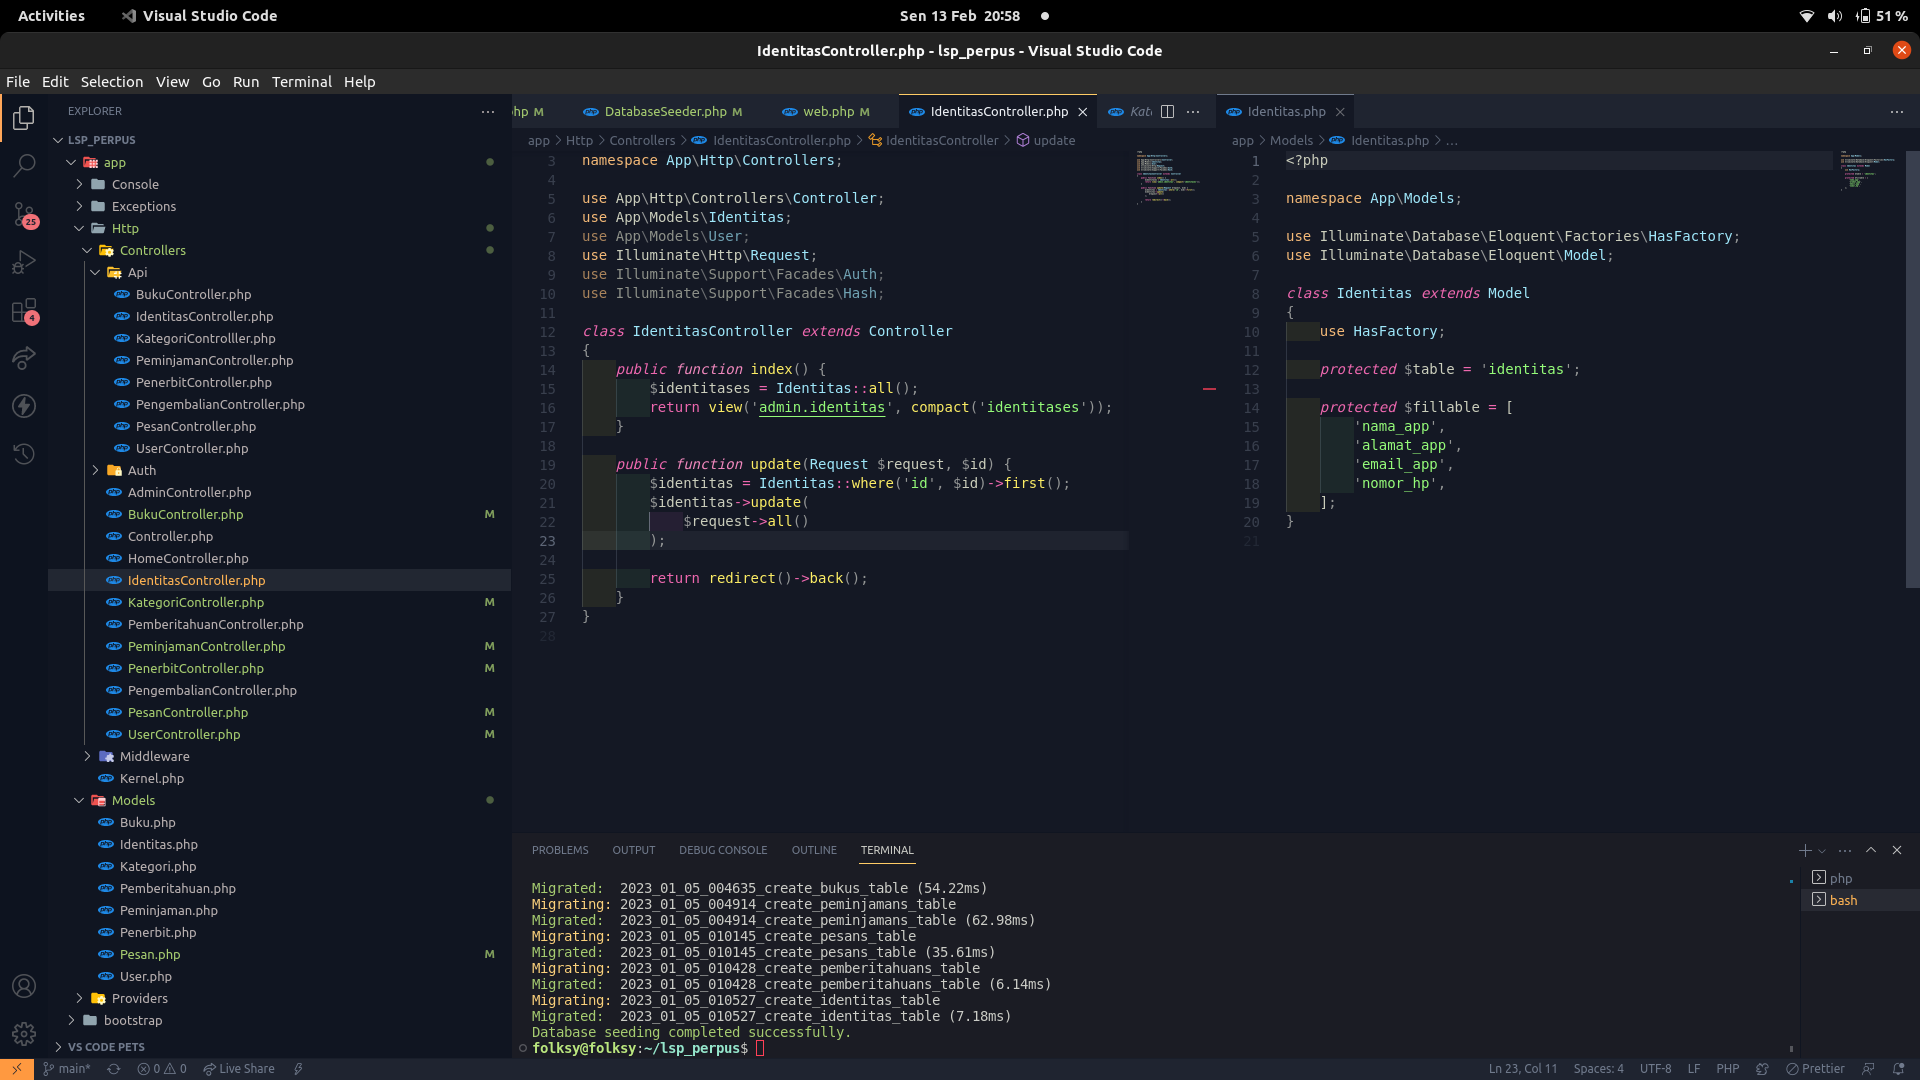 Activities
Visual Studio Code
Sen 13 Feb 20:58
51 %
IdentitasController.php - lsp_perpus - Visual Studio Code
File Edit Selection View Go Run Terminal Help
EXPLORER
LSP_PERPUS
app
Console
Exceptions
Http
Controllers
Api
BukuController.php
IdentitasController.php
KategoriControlller.php
PeminjamanController.php
PenerbitController.php
PengembalianController.php
PesanController.php
UserController.php
Auth
AdminController.php
BukuController.php M
Controller.php
HomeController.php
IdentitasController.php
KategoriController.php M
PemberitahuanController.php
PeminjamanController.php M
PenerbitController.php M
PengembalianController.php
PesanController.php M
UserController.php M
Middleware
Kernel.php
Models
Buku.php
Identitas.php
Kategori.php
Pemberitahuan.php
Peminjaman.php
Penerbit.php
Pesan.php M
User.php
Providers
bootstrap
VS CODE PETS
25
4
hp M
DatabaseSeeder.php M
web.php M
IdentitasController.php
Kat
app > Http > Controllers > IdentitasController.php > IdentitasController > update
3 namespace App\Http\Controllers;
4
5 use App\Http\Controllers\Controller;
6 use App\Models\Identitas;
7 use App\Models\User;
8 use Illuminate\Http\Request;
9 use Illuminate\Support\Facades\Auth;
10 use Illuminate\Support\Facades\Hash;
11
12 class IdentitasController extends Controller
13 {
14 public function index() {
15 $identitases = Identitas::all();
16 return view('admin.identitas', compact('identitases'));
17 }
18
19 public function update(Request $request, $id) {
20 $identitas = Identitas::where('id', $id)->first();
21 $identitas->update(
22 $request->all()
23 );
24
25 return redirect()->back();
26 }
27 }
28
Identitas.php
app > Models > Identitas.php > ...
1 <?php
2
3 namespace App\Models;
4
5 use Illuminate\Database\Eloquent\Factories\HasFactory;
6 use Illuminate\Database\Eloquent\Model;
7
8 class Identitas extends Model
9 {
10 use HasFactory;
11
12 protected $table = 'identitas';
13
14 protected $fillable = [
15 'nama_app',
16 'alamat_app',
17 'email_app',
18 'nomor_hp',
19 ];
20 }
21
PROBLEMS OUTPUT DEBUG CONSOLE OUTLINE TERMINAL
Migrated: 2023_01_05_004635_create_bukus_table (54.22ms)
Migrating: 2023_01_05_004914_create_peminjamans_table
Migrated: 2023_01_05_004914_create_peminjamans_table (62.98ms)
Migrating: 2023_01_05_010145_create_pesans_table
Migrated: 2023_01_05_010145_create_pesans_table (35.61ms)
Migrating: 2023_01_05_010428_create_pemberitahuans_table
Migrated: 2023_01_05_010428_create_pemberitahuans_table (6.14ms)
Migrating: 2023_01_05_010527_create_identitas_table
Migrated: 2023_01_05_010527_create_identitas_table (7.18ms)
Database seeding completed successfully.
folksy@folksy:~/lsp_perpus$
php
bash
main* 0 0 Live Share
Ln 23, Col 11 Spaces: 4 UTF-8 LF PHP Prettier